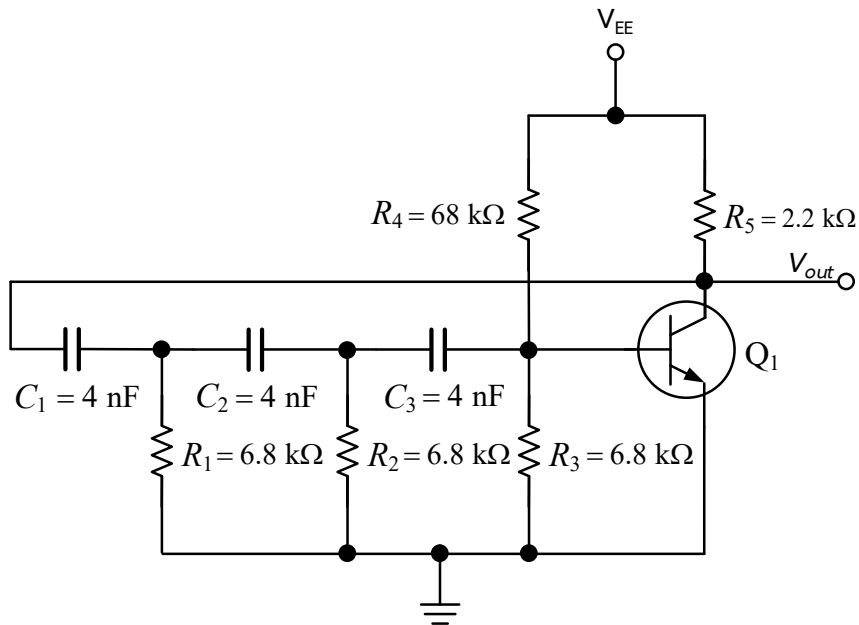 V_EE
R_4 = 68 kΩ
R_5 = 2.2 kΩ
V_out
Q_1
C_1 = 4 nF
C_2 = 4 nF
C_3 = 4 nF
R_1 = 6.8 kΩ
R_2 = 6.8 kΩ
R_3 = 6.8 kΩ